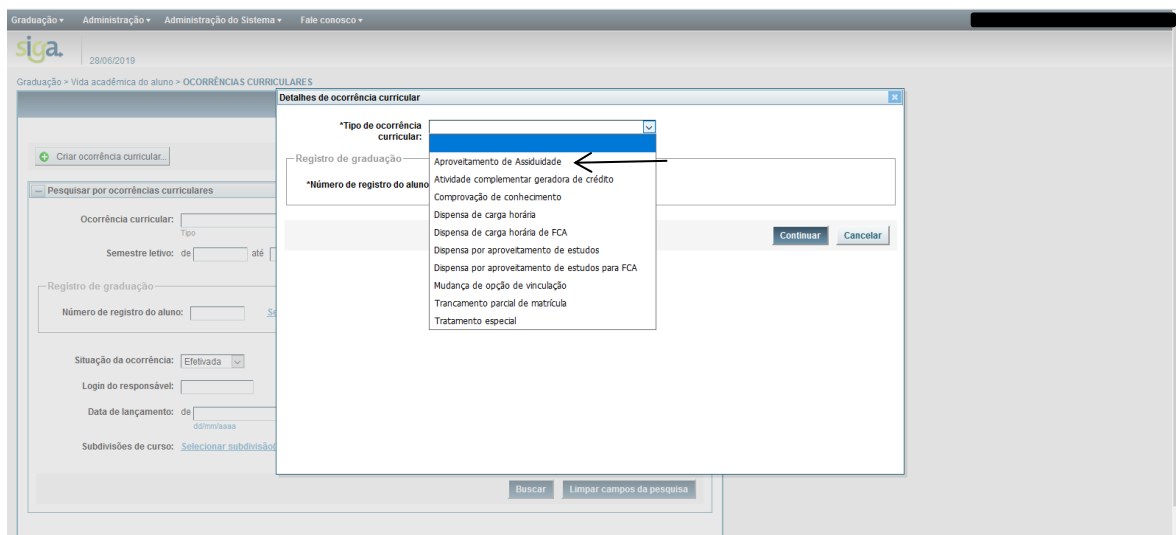 Graduação Administração Administração do Sistema Fale conosco
siga.
28/06/2019
Graduação > Vida acadêmica do aluno > OCORRÊNCIAS CURRICULARES
Detalhes de ocorrência curricular
*Tipo de ocorrência
curricular:
Criar ocorrência curricular...
Registro de graduação
Aproveitamento de Assiduidade
*Número de registro do aluno
Atividade complementar geradora de crédito
Pesquisar por ocorrências curriculares
Comprovação de conhecimento
Ocorrência curricular:
Tipo
Dispensa de carga horária
Dispensa de carga horária de FCA
Continuar Cancelar
Semestre letivo: de até
Dispensa por aproveitamento de estudos
Dispensa por aproveitamento de estudos para FCA
Registro de graduação
Mudança de opção de vinculação
Trancamento parcial de matrícula
Número de registro do aluno:
Tratamento especial
Situação da ocorrência: Efetivada
Login do responsável:
Data de lançamento: de
dd/mm/aaaa
Subdivisões de curso: Selecionar subdivisão
Buscar Limpar campos da pesquisa